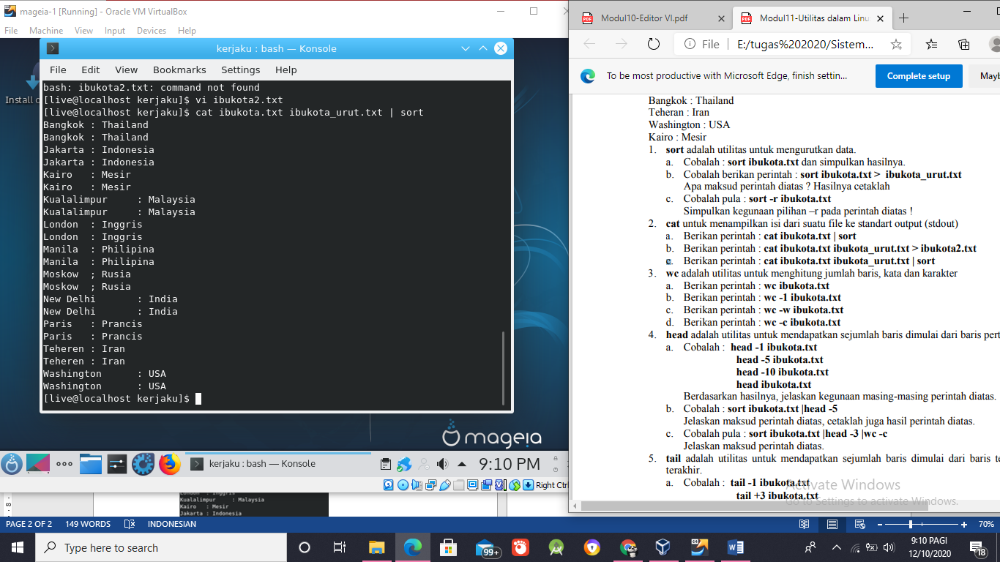 mageia-1 [Running] - Oracle VM VirtualBox
File Machine View Input Devices Help
Install o
kerjaku : bash — Konsole
File Edit View Bookmarks Settings Help
bash: ibukota2.txt: command not found
[live@localhost kerjaku]$ vi ibukota2.txt
[live@localhost kerjaku]$ cat ibukota.txt ibukota_urut.txt | sort
Bangkok : Thailand
Bangkok : Thailand
Jakarta : Indonesia
Jakarta : Indonesia
Kairo : Mesir
Kairo : Mesir
Kualalimpur : Malaysia
Kualalimpur : Malaysia
London : Inggris
London : Inggris
Manila : Philipina
Manila : Philipina
Moskow ; Rusia
Moskow ; Rusia
New Delhi : India
New Delhi : India
Paris : Prancis
Paris : Prancis
Teheren : Iran
Teheren : Iran
Washington : USA
Washington : USA
[live@localhost kerjaku]$
mageia
kerjaku : bash — Konsole
9:10 PM
Right Ctrl
London : Inggris
Kualalimpur : Malaysia
Kairo : Mesir
Jakarta : Indonesia
8
Modul10-Editor VI.pdf
Modul11-Utilitas dalam Linu
File
E:/tugas%202020/Sistem...
To be most productive with Microsoft Edge, finish settin...
Complete setup
Mayb
Bangkok : Thailand
Teheran : Iran
Washington : USA
Kairo : Mesir
1. sort adalah utilitas untuk mengurutkan data.
a. Cobalah : sort ibukota.txt dan simpulkan hasilnya.
b. Cobalah berikan perintah : sort ibukota.txt > ibukota_urut.txt
Apa maksud perintah diatas ? Hasilnya cetaklah
c. Cobalah pula : sort -r ibukota.txt
Simpulkan kegunaan pilihan –r pada perintah diatas !
2. cat untuk menampilkan isi dari suatu file ke standart output (stdout)
a. Berikan perintah : cat ibukota.txt | sort
b. Berikan perintah : cat ibukota.txt ibukota_urut.txt > ibukota2.txt
c. Berikan perintah : cat ibukota.txt ibukota_urut.txt | sort
3. wc adalah utilitas untuk menghitung jumlah baris, kata dan karakter
a. Berikan perintah : wc ibukota.txt
b. Berikan perintah : wc -1 ibukota.txt
c. Berikan perintah : wc -w ibukota.txt
d. Berikan perintah : wc -c ibukota.txt
4. head adalah utilitas untuk mendapatkan sejumlah baris dimulai dari baris pert
a. Cobalah : head -1 ibukota.txt
head -5 ibukota.txt
head -10 ibukota.txt
head ibukota.txt
Berdasarkan hasilnya, jelaskan kegunaan masing-masing perintah diatas.
b. Cobalah : sort ibukota.txt |head -5
Jelaskan maksud perintah diatas, cetaklah juga hasil perintah diatas.
c. Cobalah pula : sort ibukota.txt |head -3 |wc -c
Jelaskan maksud perintah diatas.
5. tail adalah utilitas untuk mendapatkan sejumlah baris dimulai dari baris te
terakhir.
a. Cobalah : tail -1 ibukota.txt
tail +3 ibukota.txt
Activate Windows
Go to Settings to activate Windows.
PAGE 2 OF 2 149 WORDS INDONESIAN
70%
Type here to search
99+
9:10 PAGI
12/10/2020
18